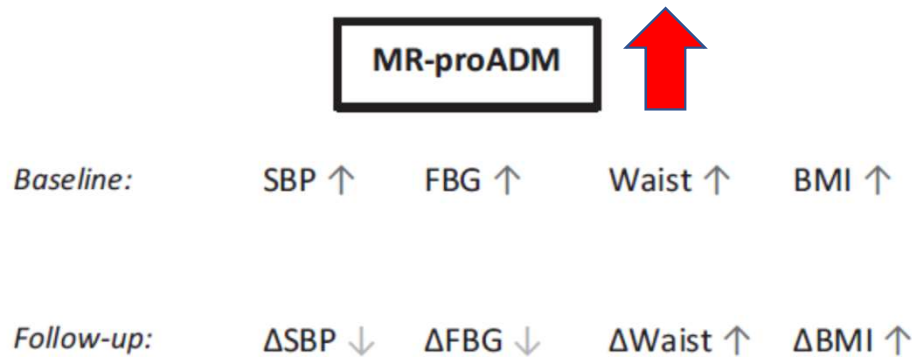 MR-proADM
Baseline: SBP ↑ FBG ↑ Waist ↑ BMI ↑
Follow-up: ΔSBP ↓ ΔFBG ↓ ΔWaist ↑ ΔBMI ↑